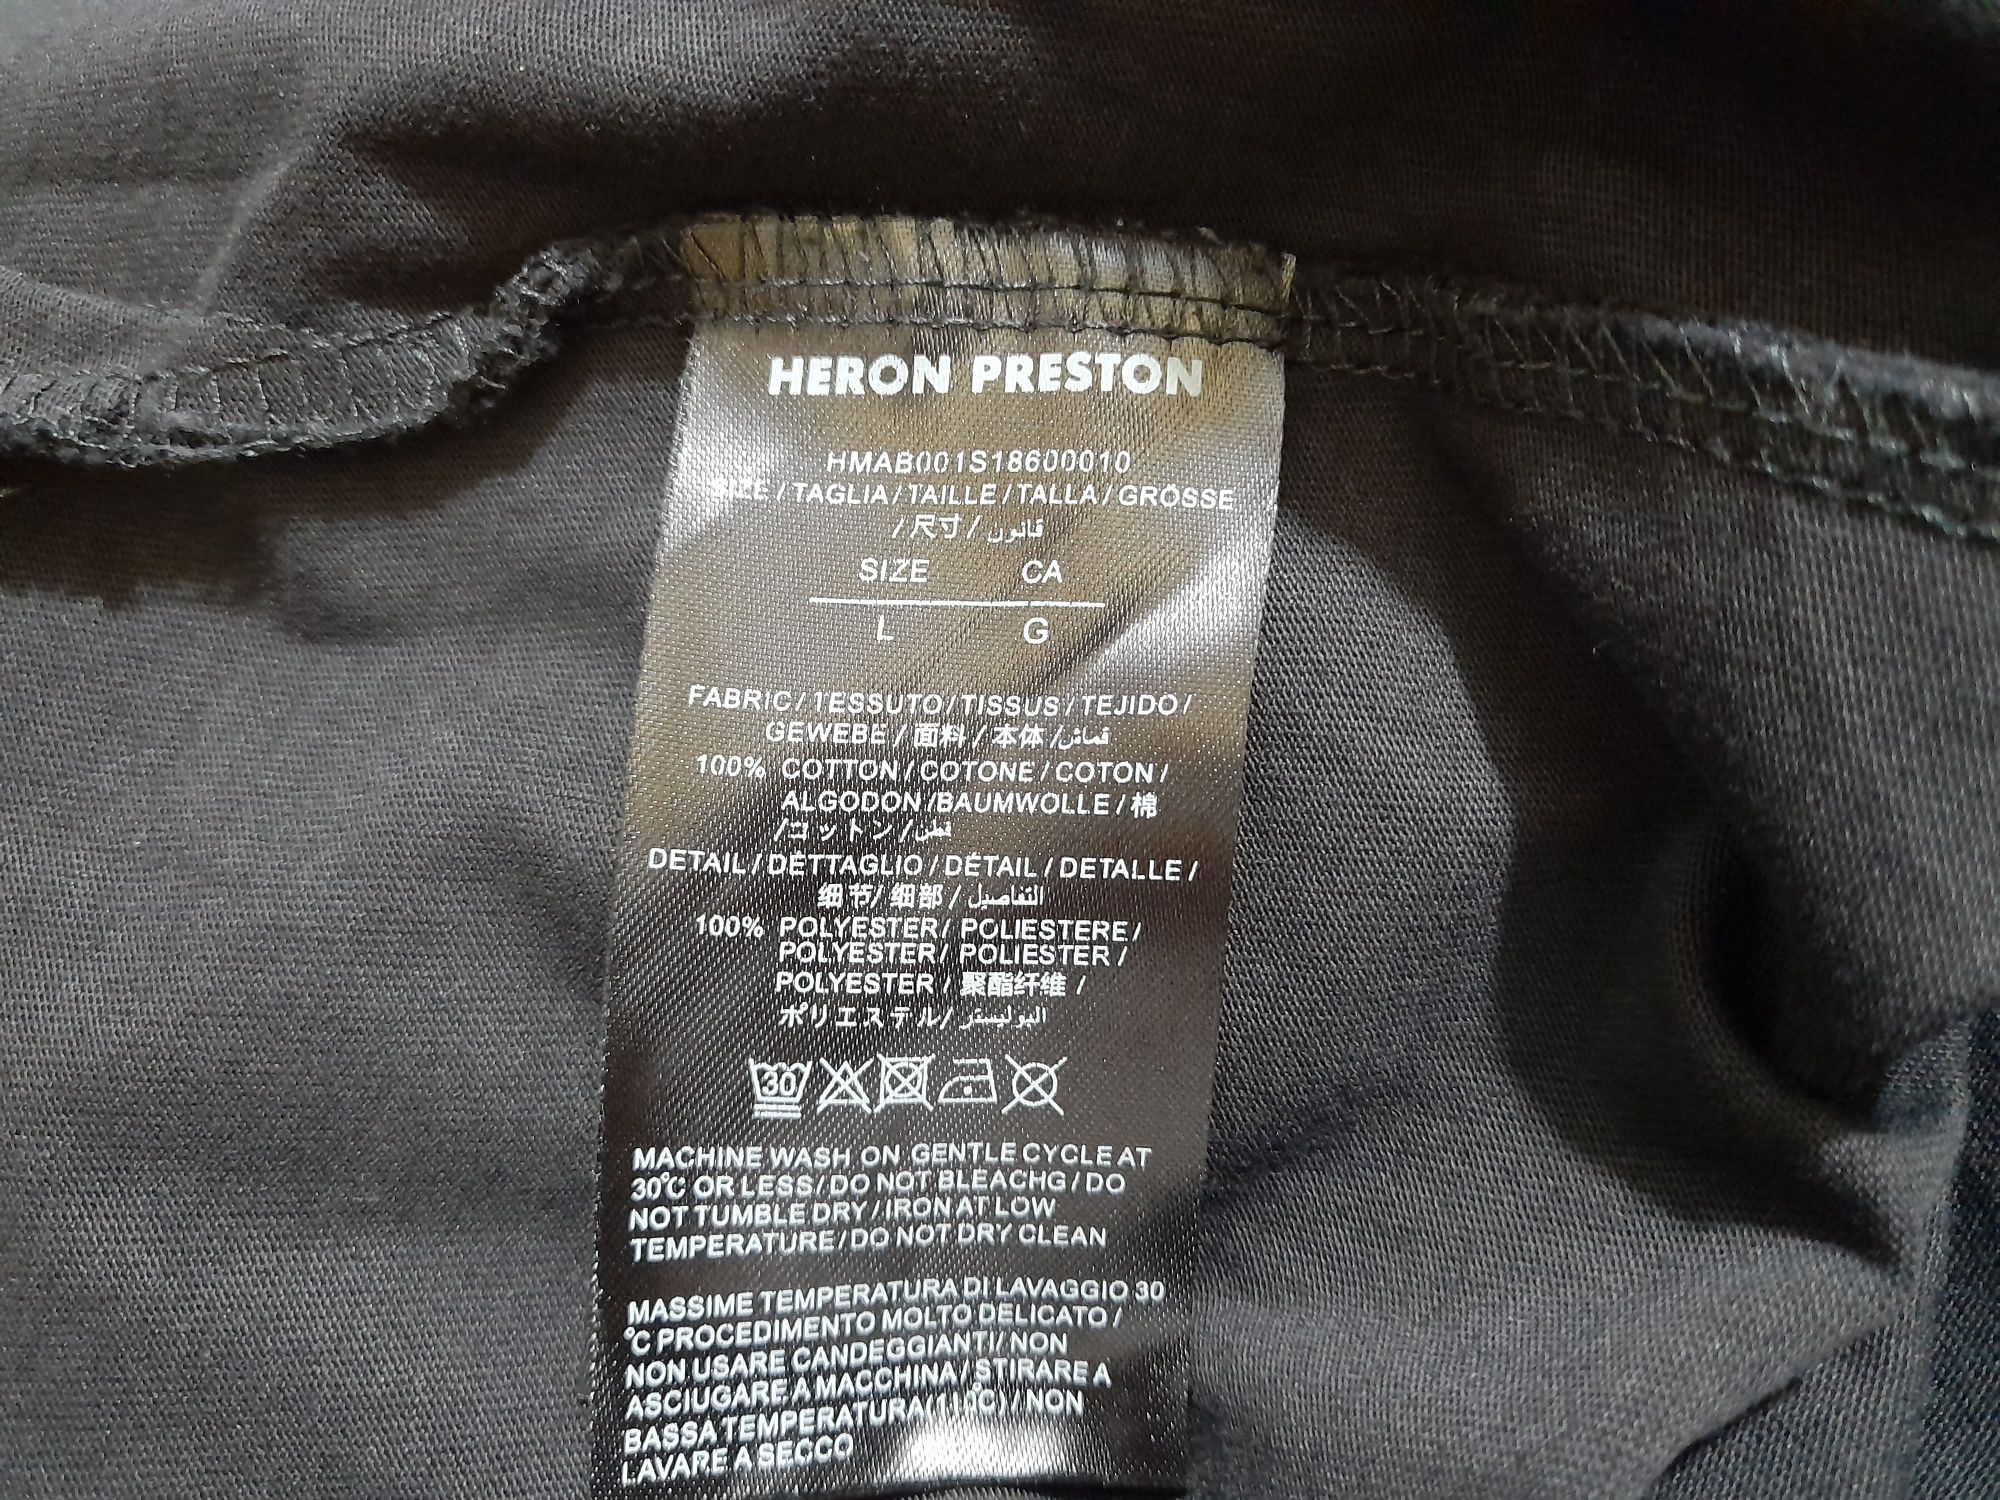 HERON PRESTON
HMAB001S18600010
SIZE / TAGLIA / TAILLE / TALLA / GRÖSSE
/ 尺寸 / قانون
SIZE CA
L G
FABRIC / TESSUTO / TISSUS / TEJIDO /
GEWEBE / 面料 / 本体 / قماش
100% COTTON / COTONE / COTON /
ALGODON /BAUMWOLLE / 棉
/コットン / قطن
DETAIL / DETTAGLIO / DÉTAIL / DETALLE /
细节/ 细部 / التفاصيل
100% POLYESTER / POLIESTERE /
POLYESTER / POLIESTER /
POLYESTER / 聚酯纤维 /
ポリエステル/ البوليستر
30
MACHINE WASH ON GENTLE CYCLE AT
30℃ OR LESS / DO NOT BLEACHG / DO
NOT TUMBLE DRY / IRON AT LOW
TEMPERATURE / DO NOT DRY CLEAN
MASSIME TEMPERATURA DI LAVAGGIO 30
℃ PROCEDIMENTO MOLTO DELICATO /
NON USARE CANDEGGIANTI / NON
ASCIUGARE A MACCHINA / STIRARE A
BASSA TEMPERATURA(110℃) / NON
LAVARE A SECCO